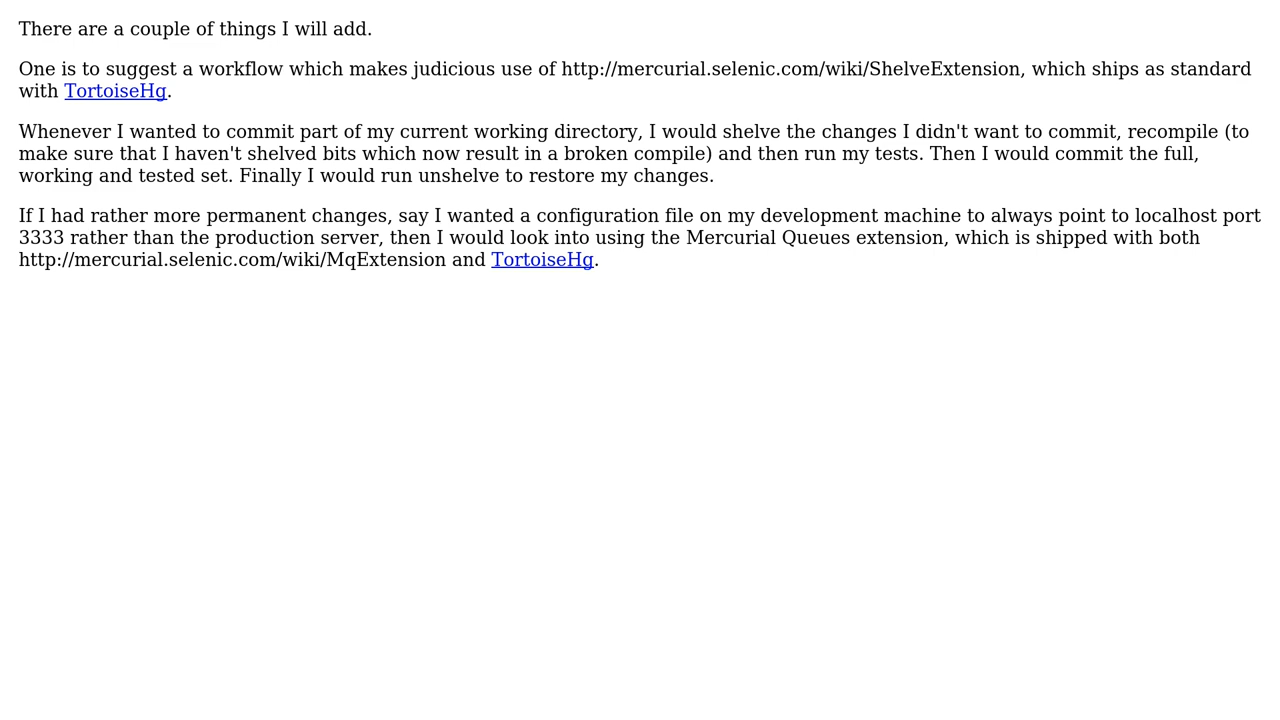 There are a couple of things I will add.
One is to suggest a workflow which makes judicious use of http://mercurial.selenic.com/wiki/ShelveExtension, which ships as standard
with TortoiseHg.
Whenever I wanted to commit part of my current working directory, I would shelve the changes I didn't want to commit, recompile (to
make sure that I haven't shelved bits which now result in a broken compile) and then run my tests. Then I would commit the full,
working and tested set. Finally I would run unshelve to restore my changes.
If I had rather more permanent changes, say I wanted a configuration file on my development machine to always point to localhost port
3333 rather than the production server, then I would look into using the Mercurial Queues extension, which is shipped with both
http://mercurial.selenic.com/wiki/MqExtension and TortoiseHg.